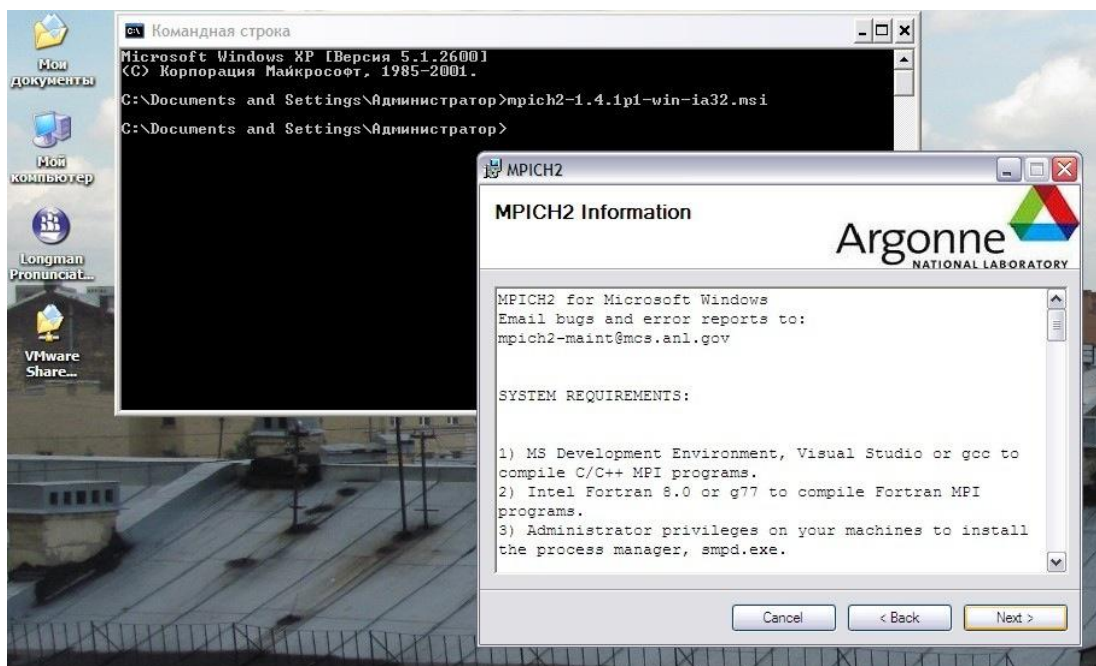 Мои
документы
Мой
компьютер
Longman
Pronunciat...
VMware
Share...
Командная строка
Microsoft Windows XP [Версия 5.1.2600]
(С) Корпорация Майкрософт, 1985-2001.
C:\Documents and Settings\Администратор>mpich2-1.4.1p1-win-ia32.msi
C:\Documents and Settings\Администратор>
MPICH2
MPICH2 Information
Argonne
NATIONAL LABORATORY
MPICH2 for Microsoft Windows
Email bugs and error reports to:
mpich2-maint@mcs.anl.gov
SYSTEM REQUIREMENTS:
1) MS Development Environment, Visual Studio or gcc to
compile C/C++ MPI programs.
2) Intel Fortran 8.0 or g77 to compile Fortran MPI
programs.
3) Administrator privileges on your machines to install
the process manager, smpd.exe.
Cancel
< Back
Next >